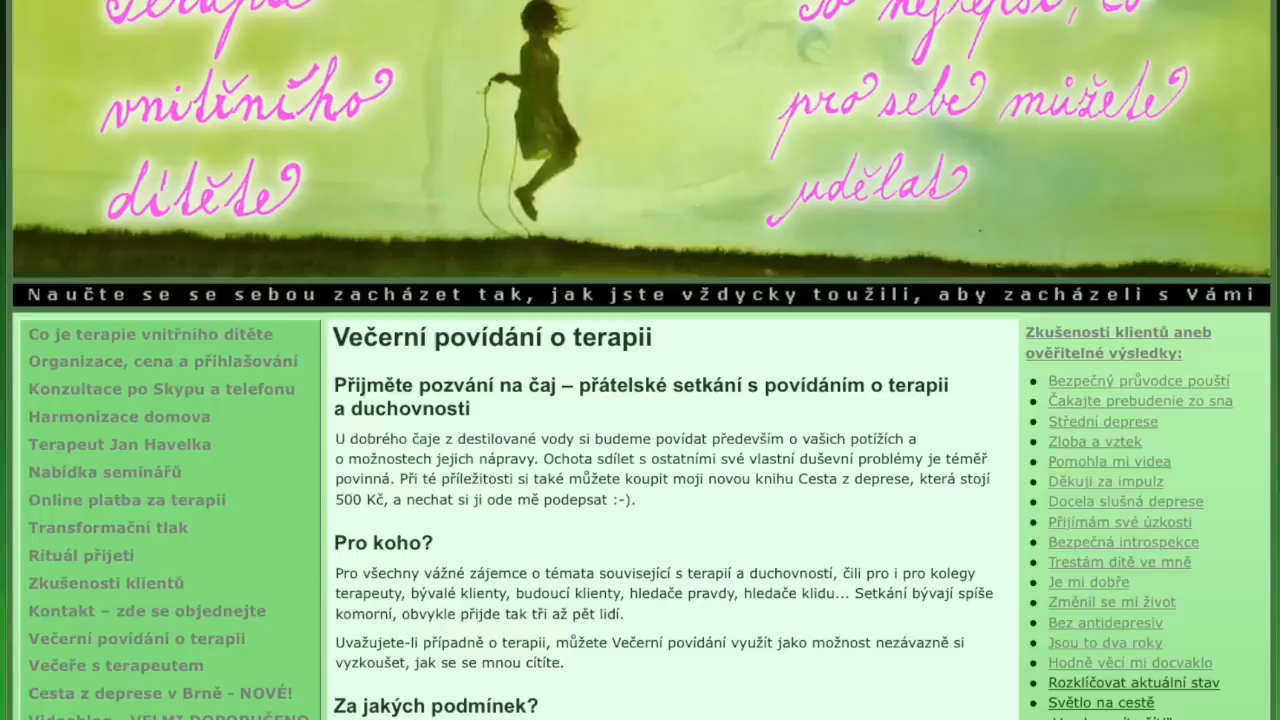 Terapie
vnitřního
dítěte
To nejlepší, co
pro sebe můžete
udělat
Naučte se se sebou zacházet tak, jak jste vždycky toužili, aby zacházeli s Vámi
Co je terapie vnitřního dítěte
Organizace, cena a přihlašování
Konzultace po Skypu a telefonu
Harmonizace domova
Terapeut Jan Havelka
Nabídka seminářů
Online platba za terapii
Transformační tlak
Rituál přijetí
Zkušenosti klientů
Kontakt – zde se objednejte
Večerní povídání o terapii
Večeře s terapeutem
Cesta z deprese v Brně - NOVÉ!
Videoblog - VELMI DOPORUČENO
Večerní povídání o terapii
Přijměte pozvání na čaj – přátelské setkání s povídáním o terapii
a duchovnosti
U dobrého čaje z destilované vody si budeme povídat především o vašich potížích a
o možnostech jejich nápravy. Ochota sdílet s ostatními své vlastní duševní problémy je téměř
povinná. Při té příležitosti si také můžete koupit moji novou knihu Cesta z deprese, která stojí
500 Kč, a nechat si ji ode mě podepsat :-).
Pro koho?
Pro všechny vážné zájemce o témata související s terapií a duchovností, čili pro i pro kolegy
terapeuty, bývalé klienty, budoucí klienty, hledače pravdy, hledače klidu... Setkání bývají spíše
komorní, obvykle přijde tak tři až pět lidí.
Uvažujete-li případně o terapii, můžete Večerní povídání využít jako možnost nezávazně si
vyzkoušet, jak se se mnou cítíte.
Za jakých podmínek?
Zkušenosti klientů aneb
ověřitelné výsledky:
Bezpečný průvodce pouští
Čakajte prebudenie zo sna
Střední deprese
Zloba a vztek
Pomohla mi videa
Děkuji za impulz
Docela slušná deprese
Přijímám své úzkosti
Bezpečná introspekce
Trestám dítě ve mně
Je mi dobře
Změnil se mi život
Bez antidepresiv
Jsou to dva roky
Hodně věcí mi docvaklo
Rozklíčovat aktuální stav
Světlo na cestě